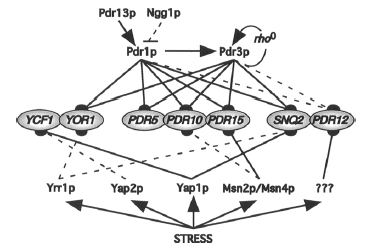 Pdr13p Ngg1p
rho⁰
Pdr1p Pdr3p
YCF1 YOR1 PDR5 PDR10 PDR15 SNQ2 PDR12
Yrr1p Yap2p Yap1p Msn2p/Msn4p ???
STRESS